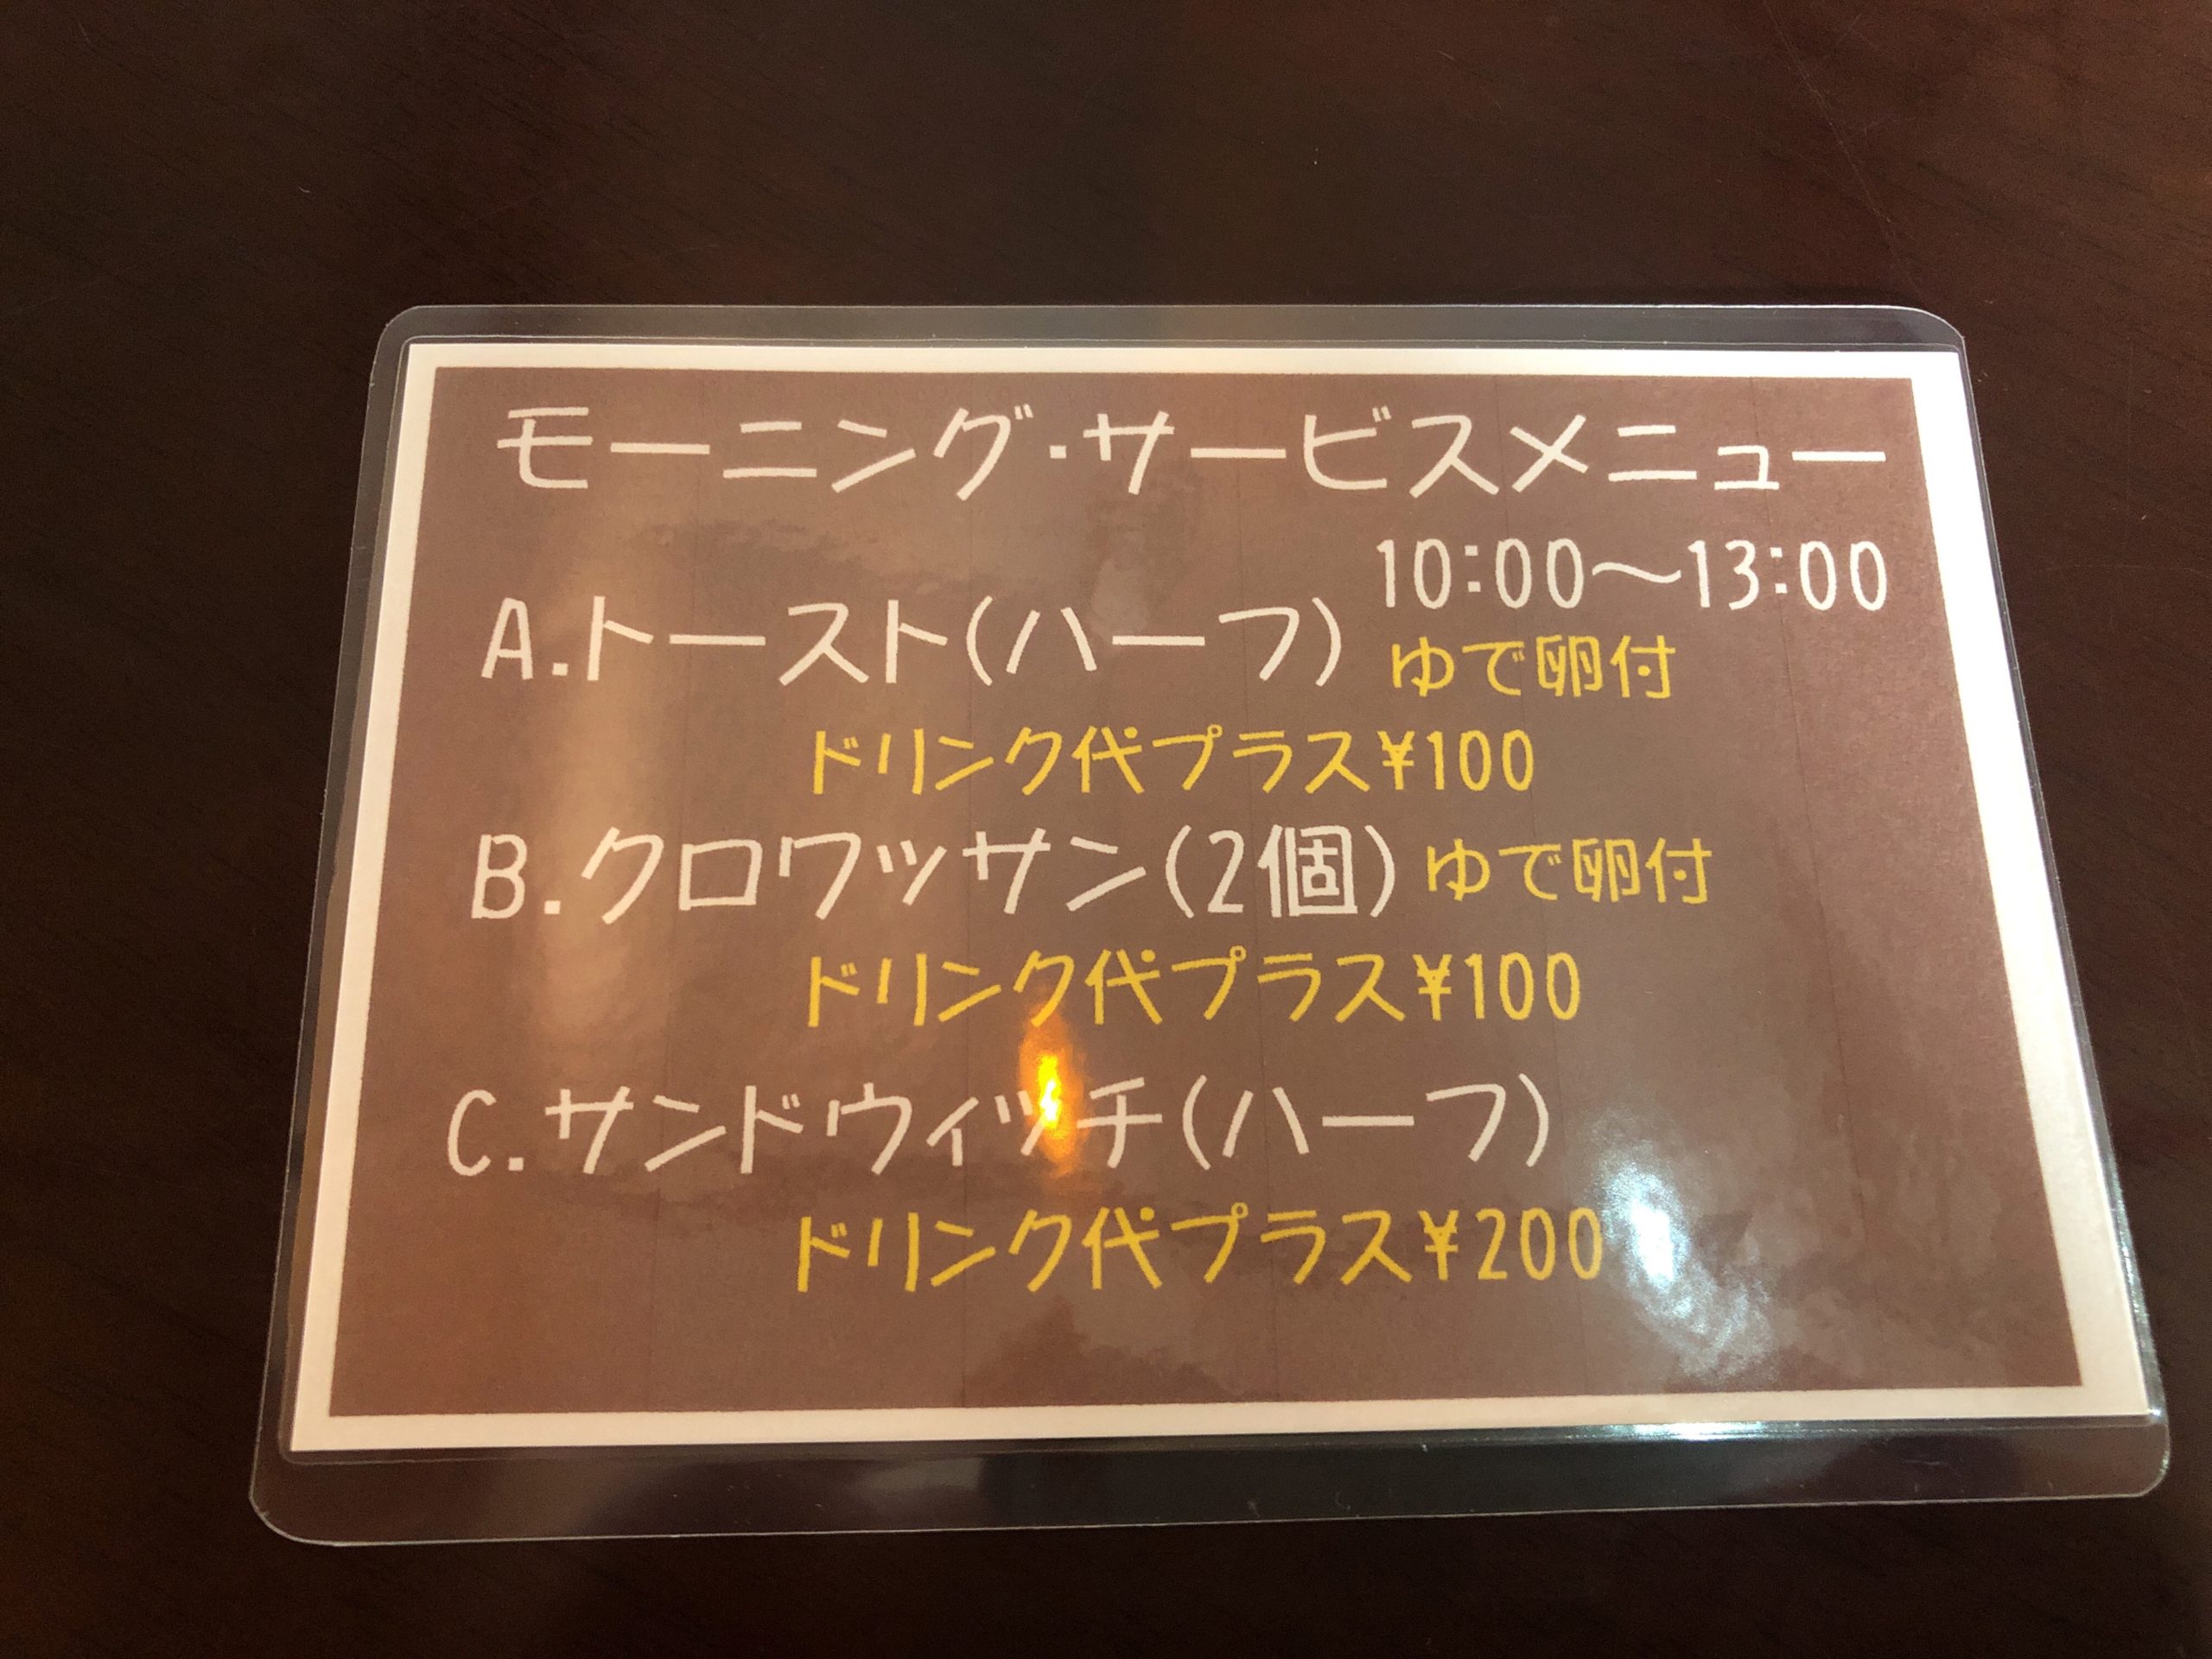 モーニング・サービスメニュー
10:00〜13:00
A.トースト(ハーフ) ゆで卵付
ドリンク代プラス¥100
B.クロワッサン(2個) ゆで卵付
ドリンク代プラス¥100
C.サンドウィッチ(ハーフ)
ドリンク代プラス¥200